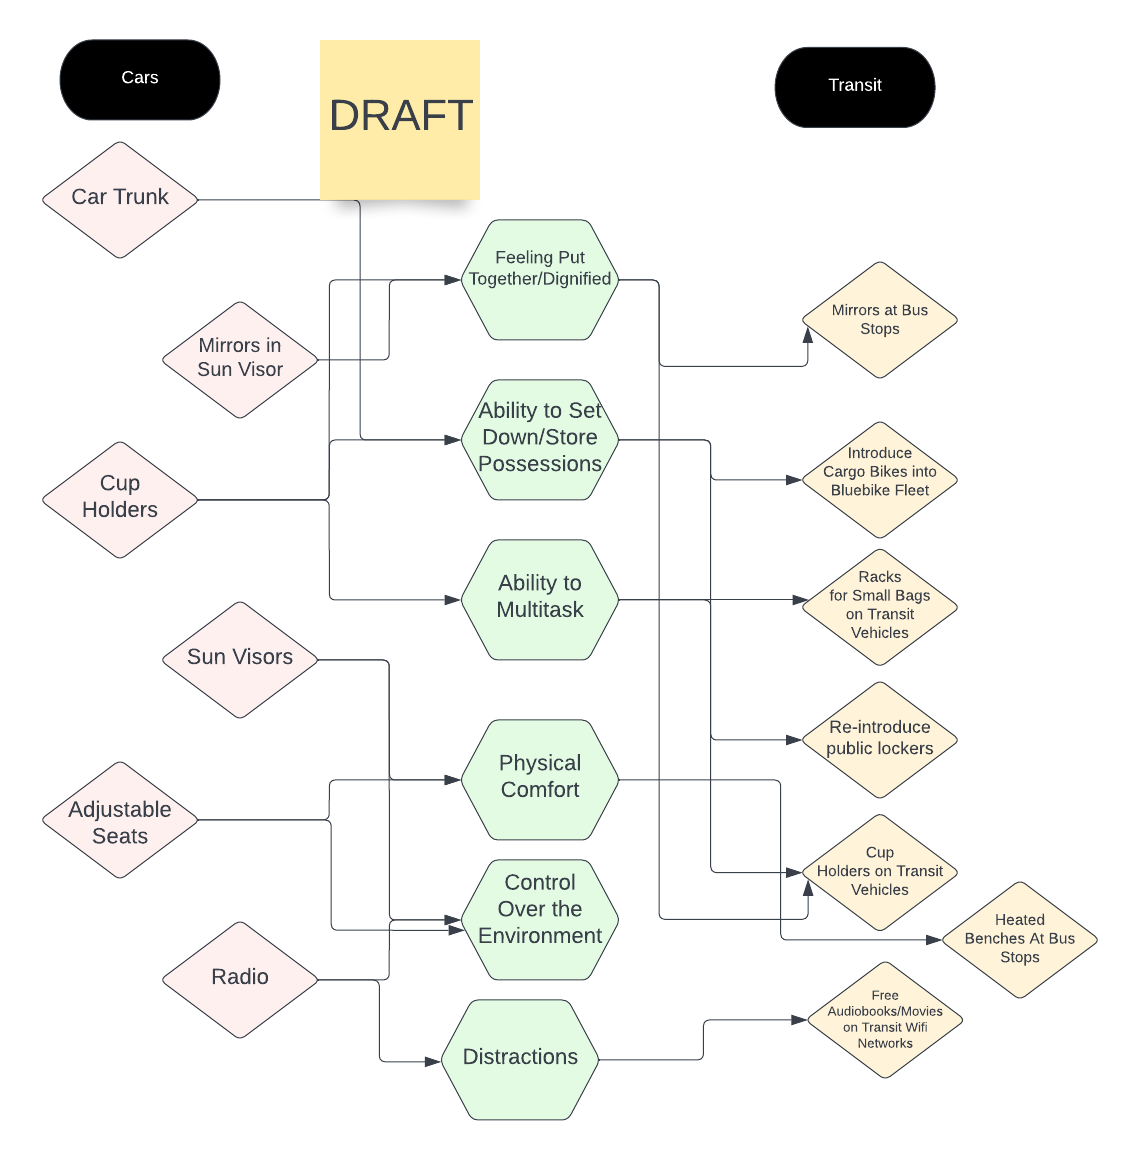 Cars
DRAFT
Transit
Car Trunk
Mirrors in
Sun Visor
Cup
Holders
Sun Visors
Adjustable
Seats
Radio
Feeling Put
Together/Dignified
Ability to Set
Down/Store
Possessions
Ability to
Multitask
Physical
Comfort
Control
Over the
Environment
Distractions
Mirrors at Bus
Stops
Introduce
Cargo Bikes into
Bluebike Fleet
Racks
for Small Bags
on Transit
Vehicles
Re-introduce
public lockers
Cup
Holders on Transit
Vehicles
Heated
Benches At Bus
Stops
Free
Audiobooks/Movies
on Transit Wifi
Networks